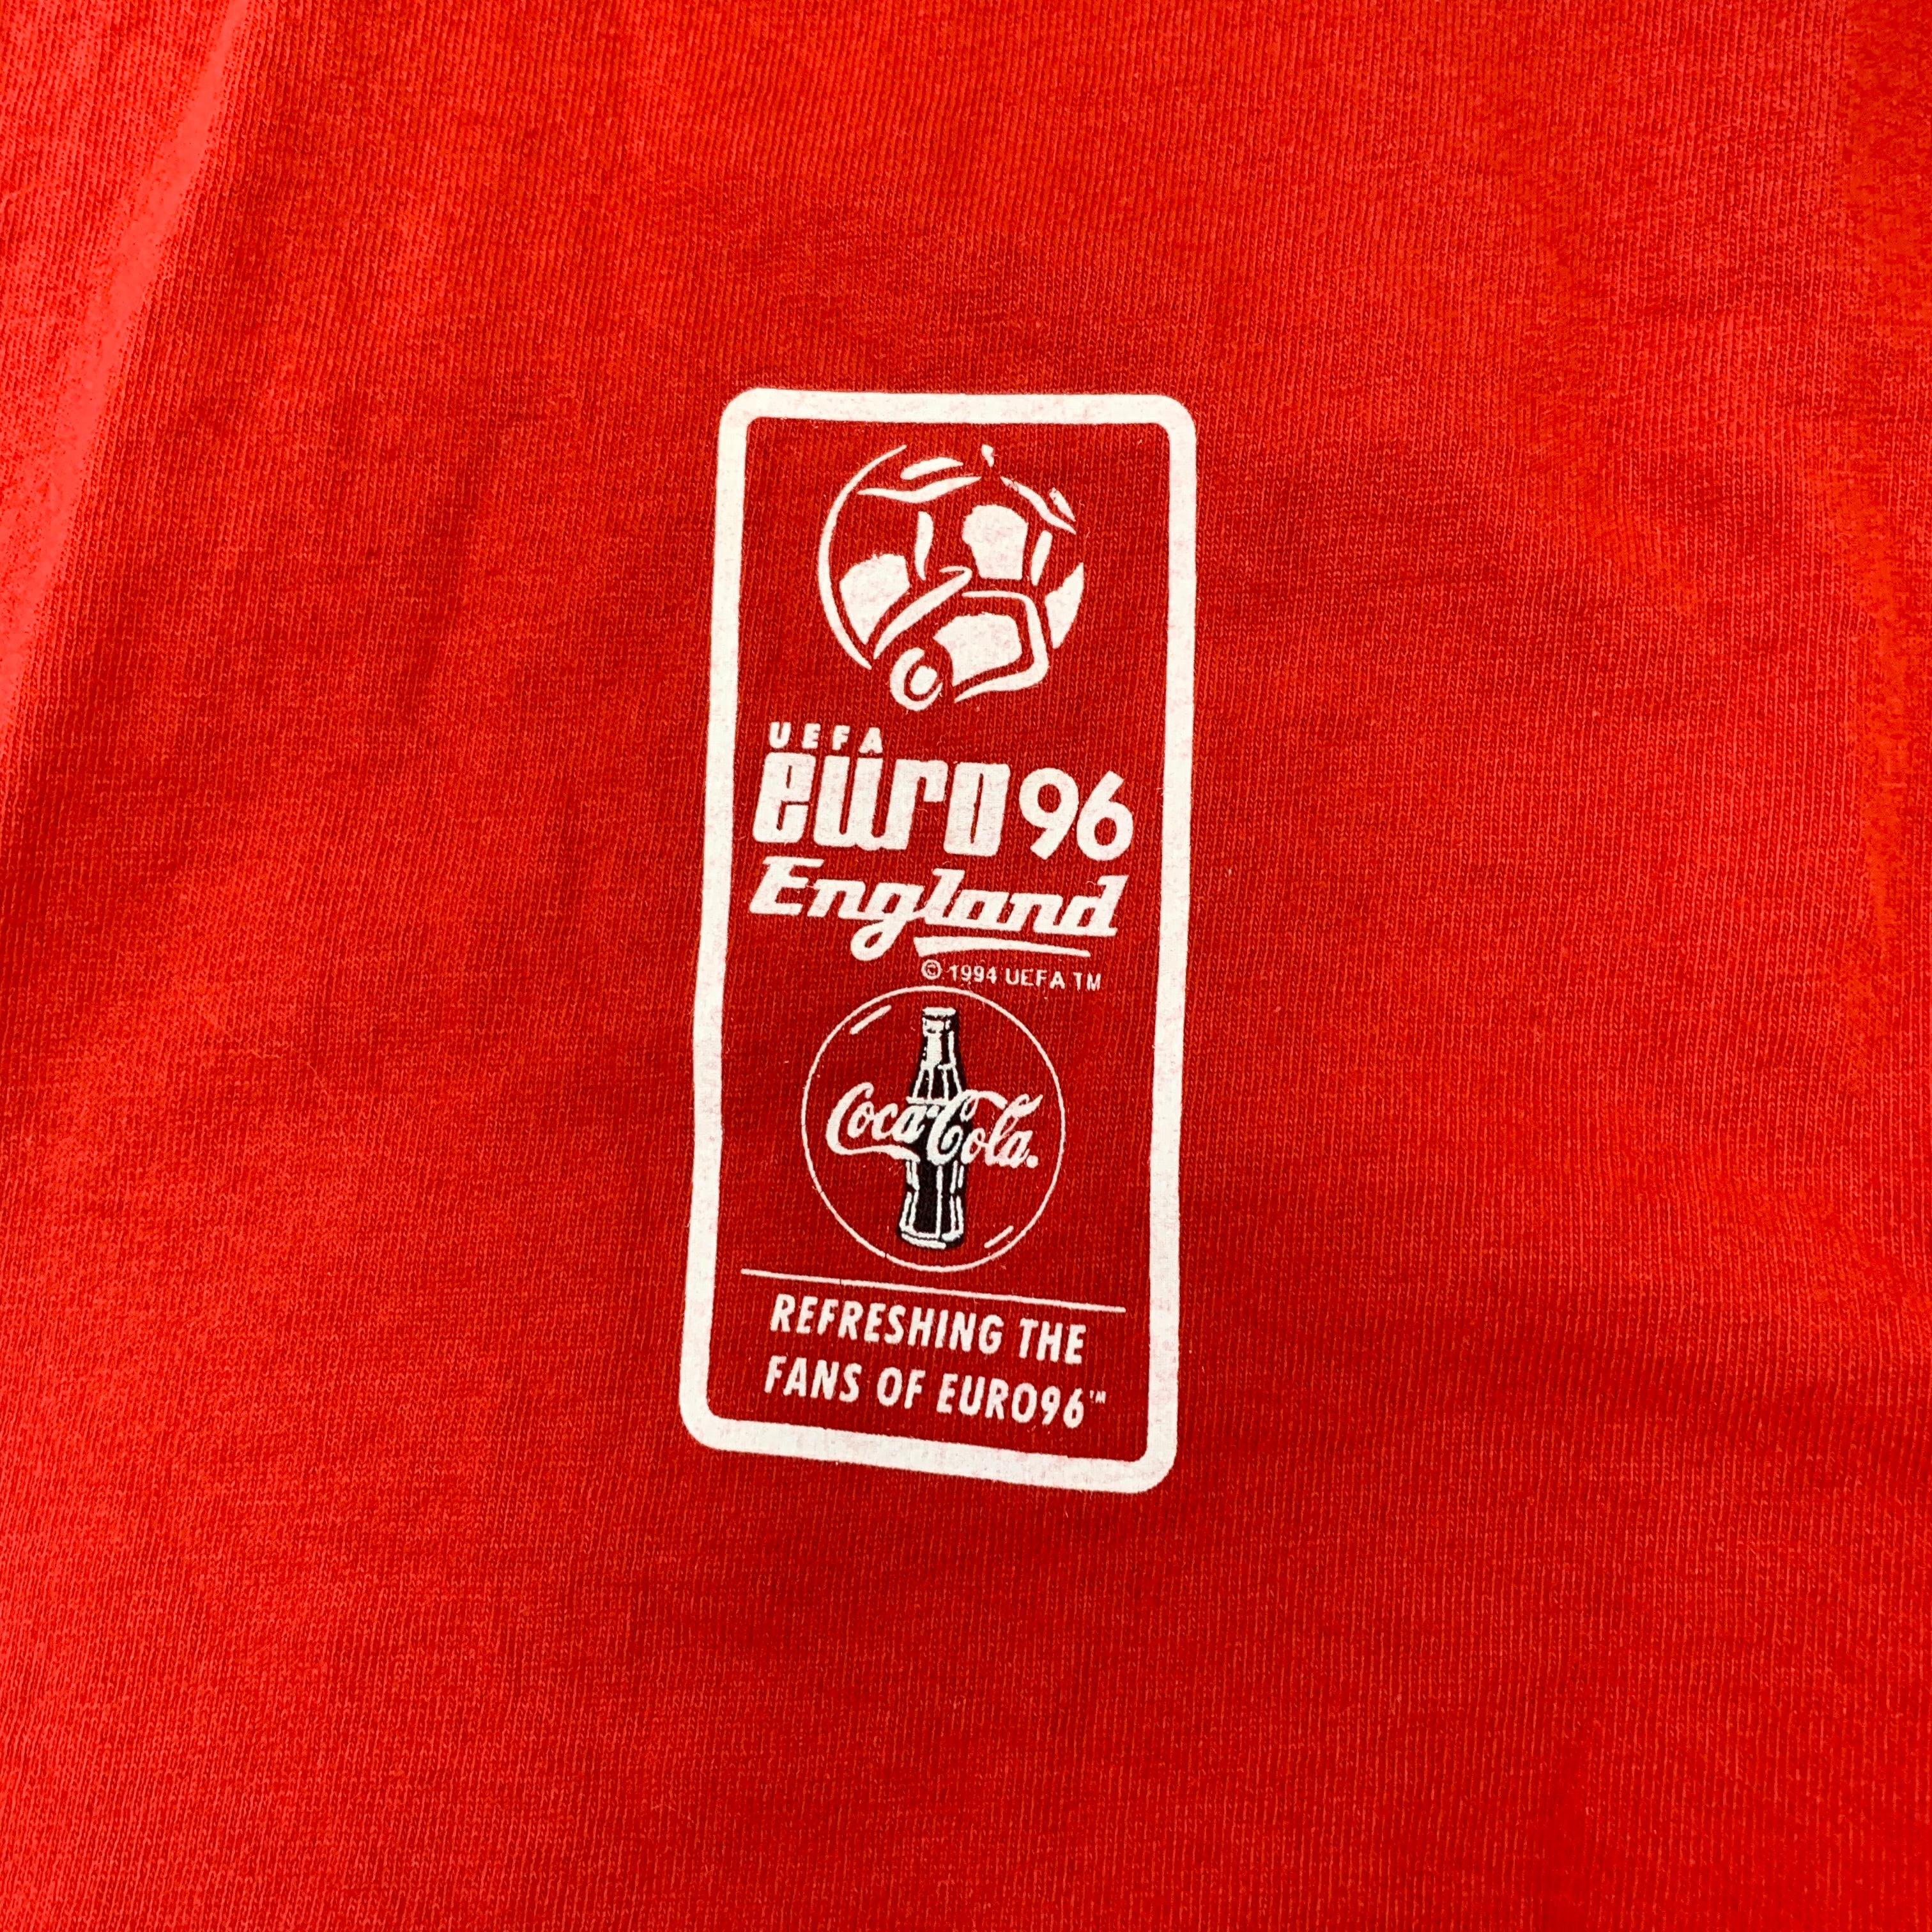 UEFA
euro96
England
© 1994 UEFA TM
Coca-Cola.
REFRESHING THE
FANS OF EURO96™